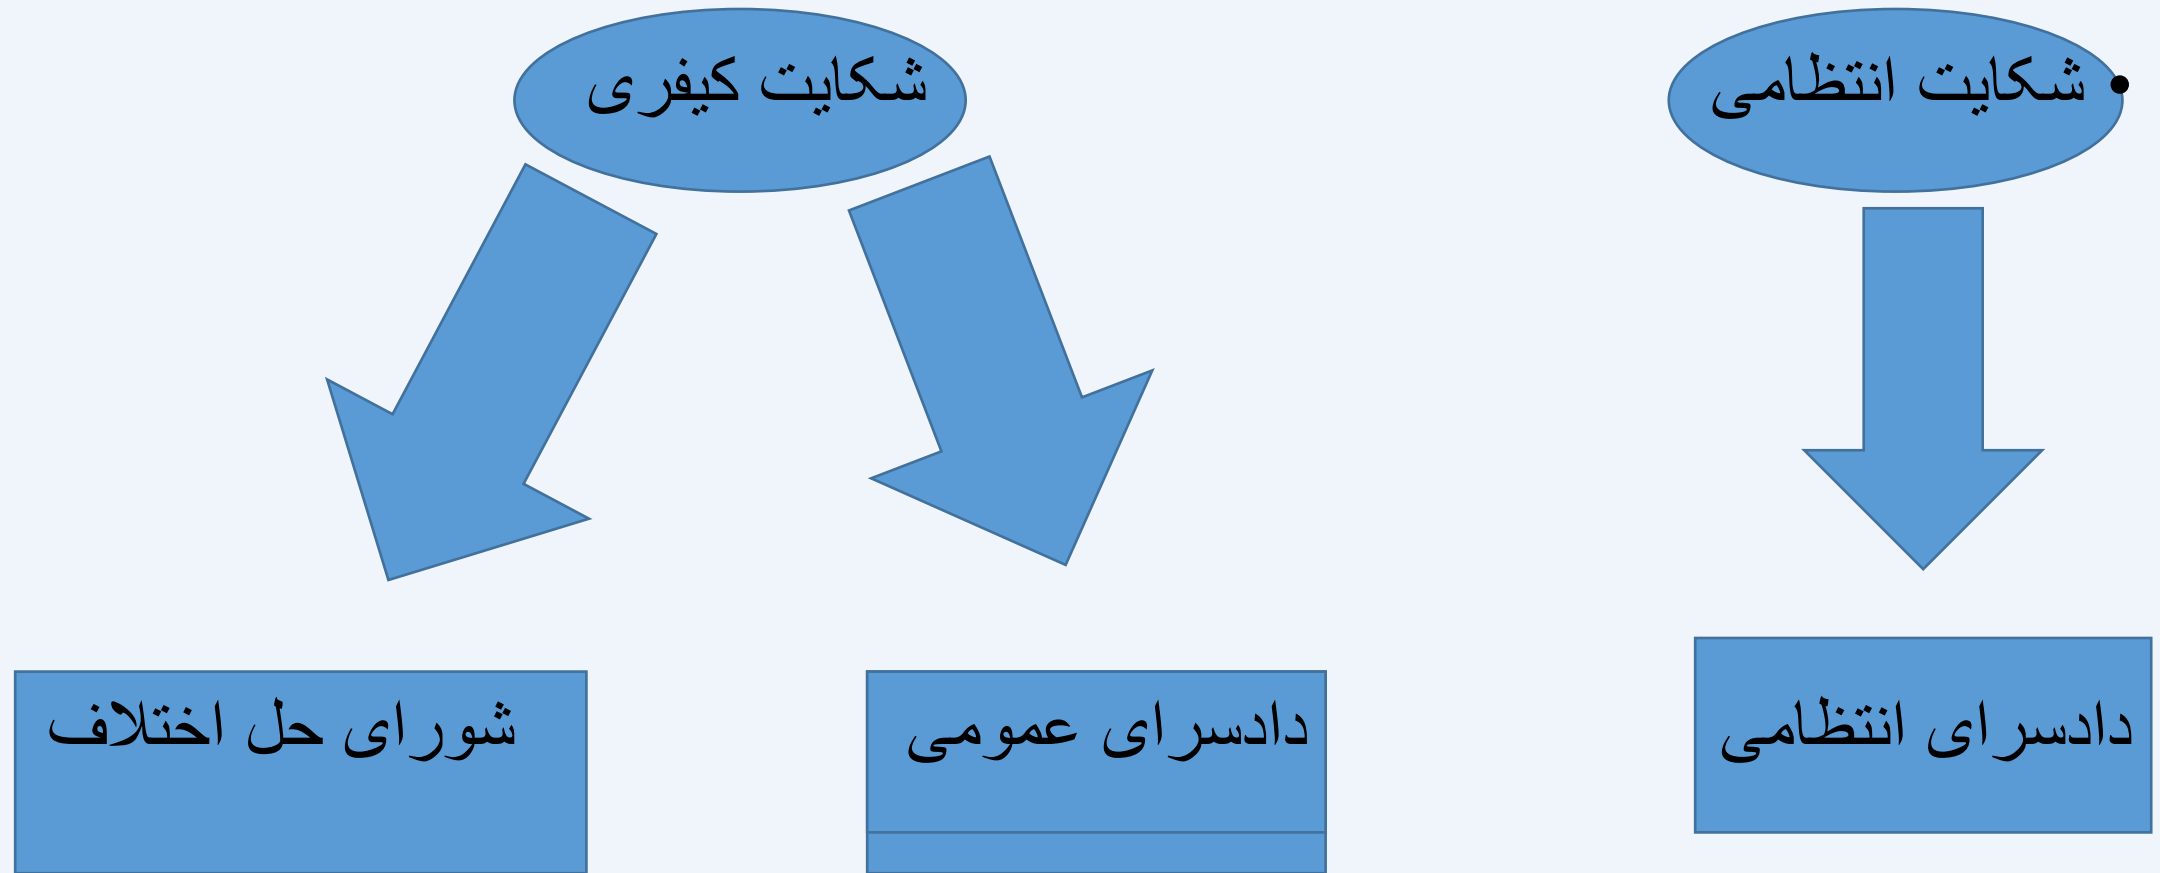 • شکایت انتظامی
شکایت کیفری
دادسرای انتظامی
دادسرای عمومی
شورای حل اختلاف